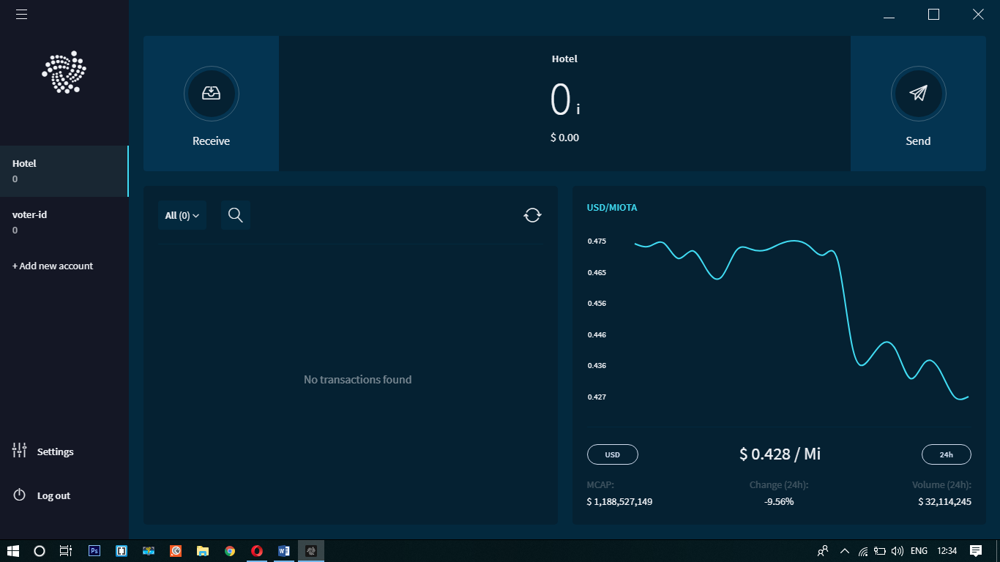 Hotel
0 i
$ 0.00
Receive
Send
Hotel
0
voter-id
0
+ Add new account
Settings
Log out
All (0)
No transactions found
USD/MIOTA
0.475
0.465
0.456
0.446
0.436
0.427
USD
$ 0.428 / Mi
24h
MCAP:
$ 1,188,527,149
Change (24h):
-9.56%
Volume (24h):
$ 32,114,245
Ps
W
ENG
12:34